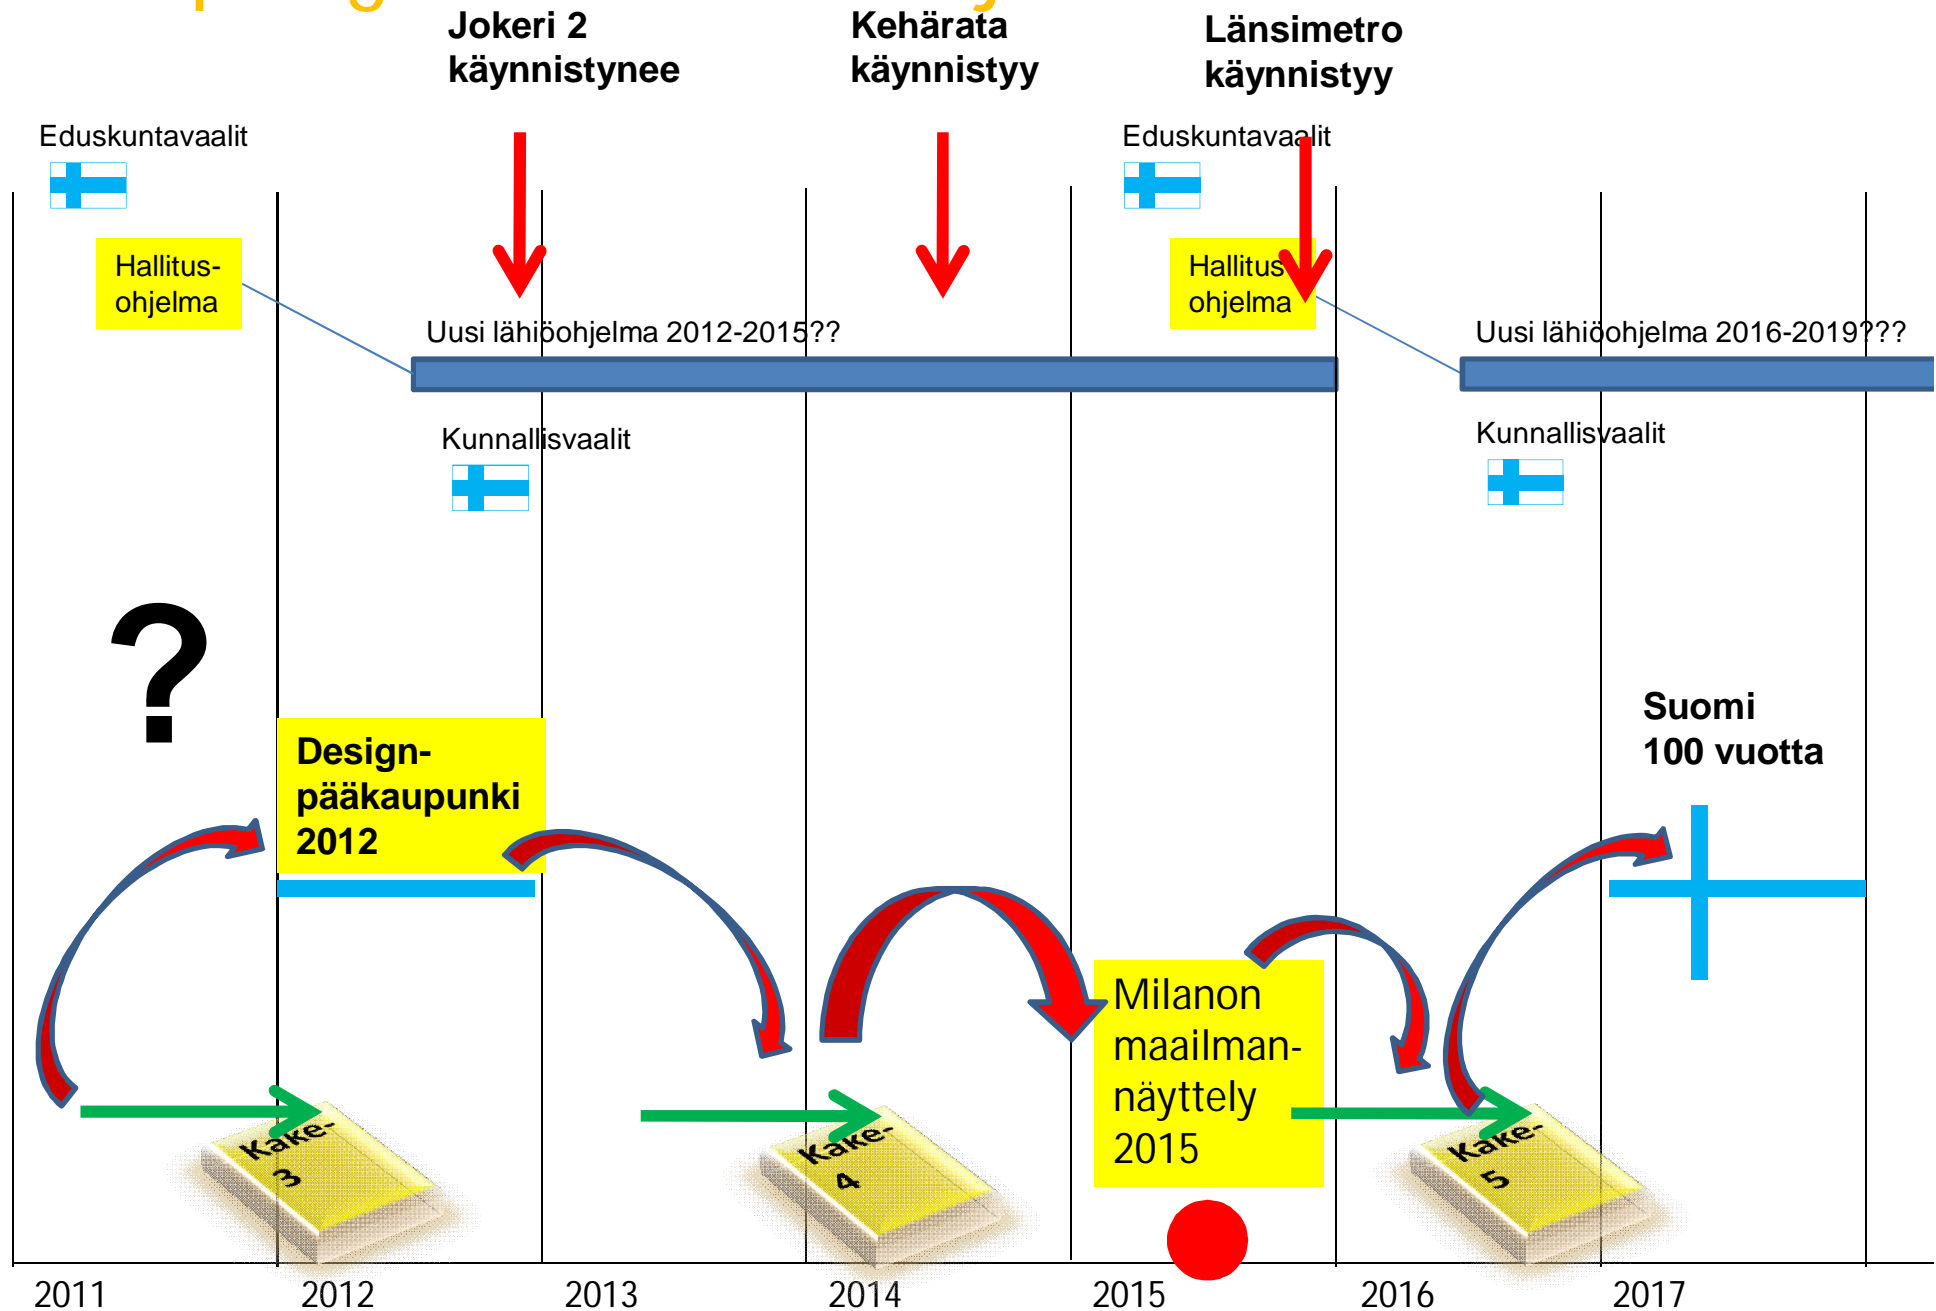 Jokeri 2
käynnistynee
Kehärata
käynnistyy
Länsimetro
käynnistyy
Eduskuntavaalit
Eduskuntavaalit
Hallitus-
ohjelma
Hallitus
ohjelma
Uusi lähiöohjelma 2012-2015??
Uusi lähiöohjelma 2016-2019???
Kunnallisvaalit
Kunnallisvaalit
?
Design-
pääkaupunki
2012
Suomi
100 vuotta
Milanon
maailman-
näyttely
2015
Kake-
3
Kake-
4
Kake-
5
2011
2012
2013
2014
2015
2016
2017